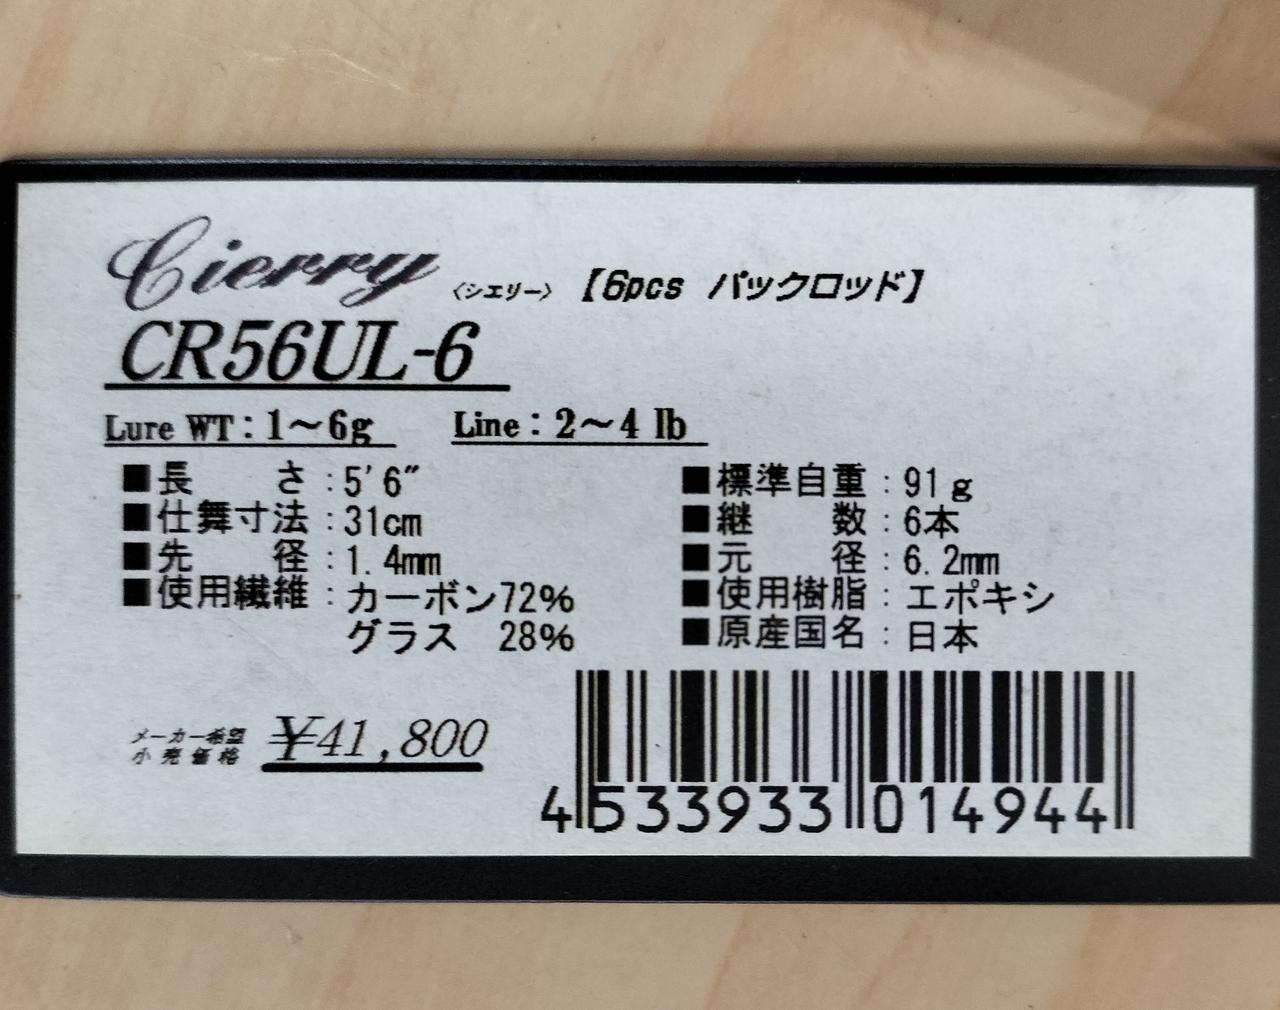 Cierry 〈シエリー〉 【6pcs パックロッド】
CR56UL-6
Lure WT：1～6g Line：2～4 lb
■長さ：5'6" ■標準自重：91g
■仕舞寸法：31cm ■継数：6本
■先径：1.4mm ■元径：6.2mm
■使用繊維：カーボン72% ■使用樹脂：エポキシ
グラス 28% ■原産国名：日本
メーカー希望
小売価格 ¥41,800
4533933014944